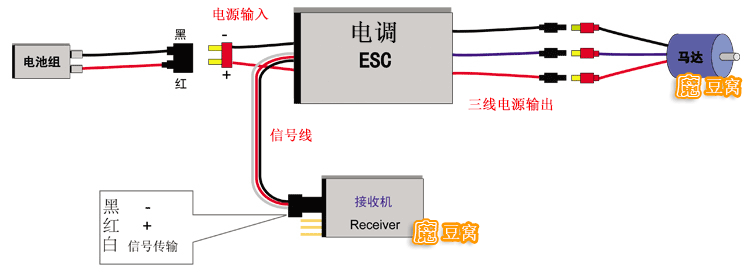 黑
电源输入
-
电调
ESC
电池组
红
+
马达
魔 豆窝
三线电源输出
信号线
黑 -
红 +
白 信号传输
接收机
Receiver
魔 豆窝